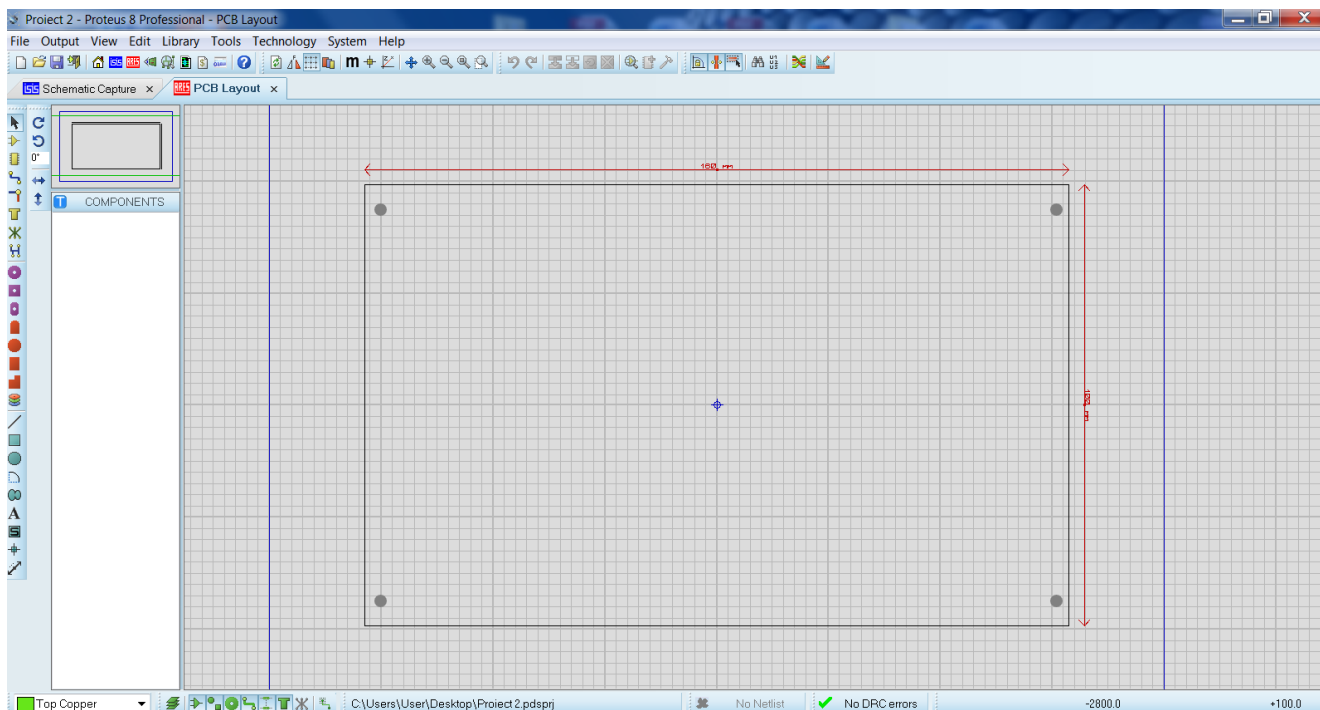 Proiect 2 - Proteus 8 Professional - PCB Layout
File Output View Edit Library Tools Technology System Help
Schematic Capture
PCB Layout
0°
COMPONENTS
160. mm
Top Copper
C:\Users\User\Desktop\Proiect 2.pdsprj
No Netlist
No DRC errors
-2800.0
+100.0